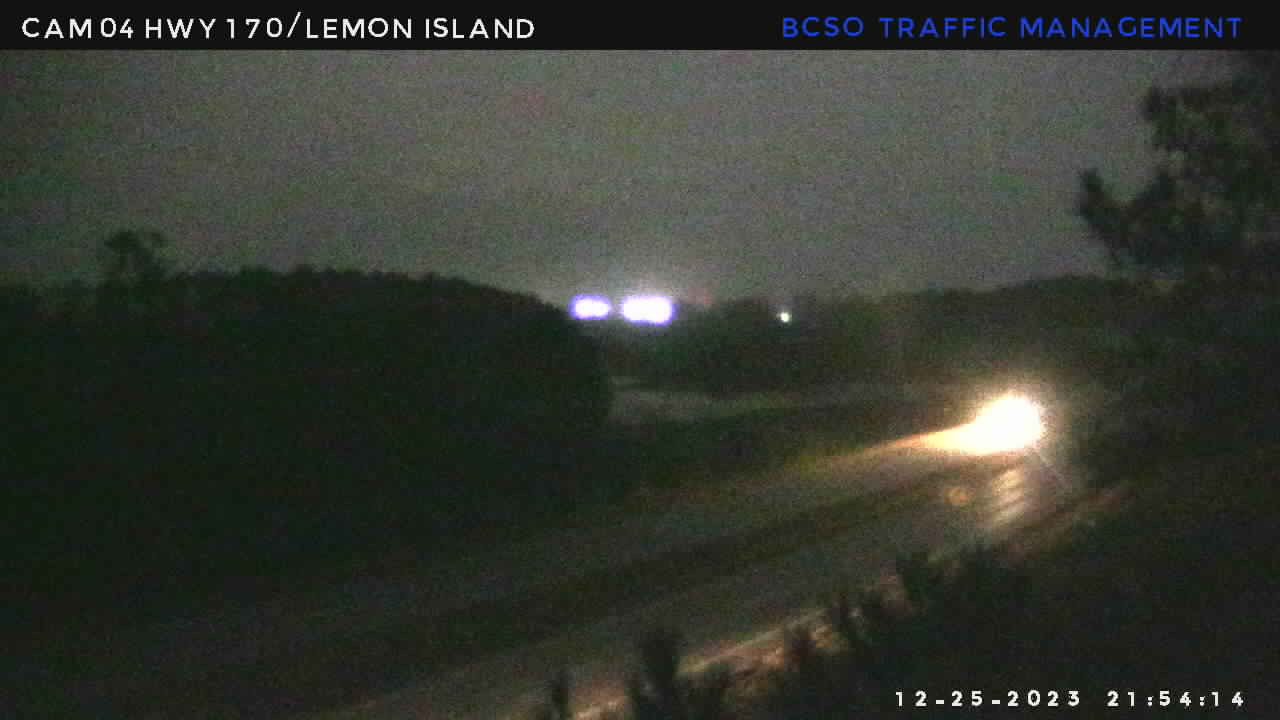 CAM04 HWY 170/LEMON ISLAND
BCSO TRAFFIC MANAGEMENT
12-25-2023 21:54:14